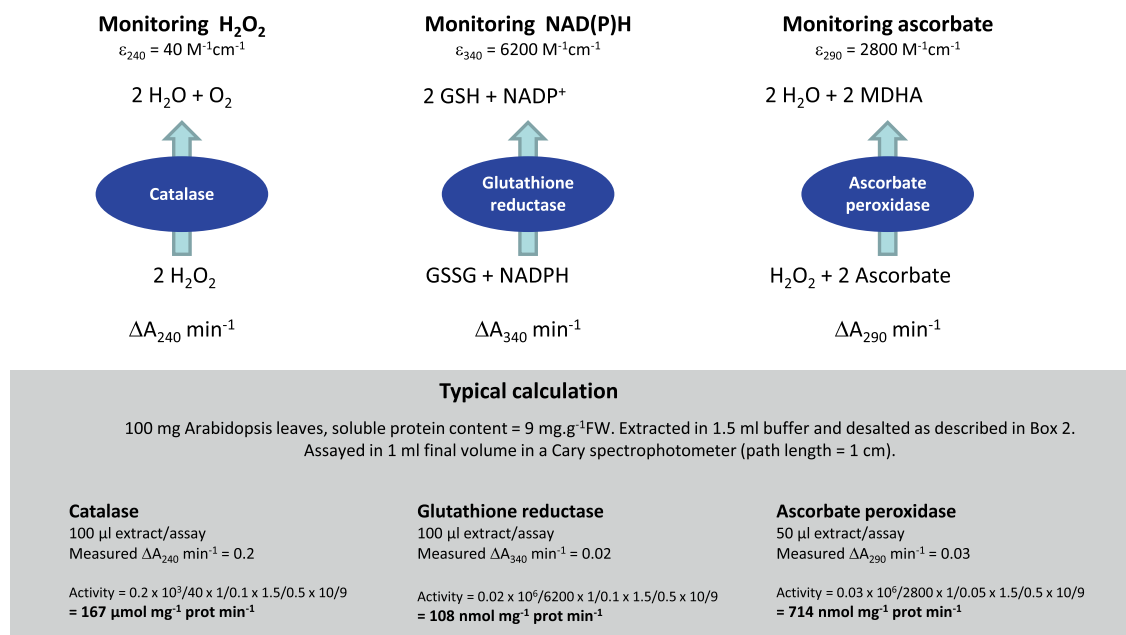 Monitoring H₂O₂
ε₂₄₀ = 40 M⁻¹cm⁻¹
2 H₂O + O₂
Catalase
2 H₂O₂
ΔA₂₄₀ min⁻¹
Monitoring NAD(P)H
ε₃₄₀ = 6200 M⁻¹cm⁻¹
2 GSH + NADP⁺
Glutathione
reductase
GSSG + NADPH
ΔA₃₄₀ min⁻¹
Monitoring ascorbate
ε₂₉₀ = 2800 M⁻¹cm⁻¹
2 H₂O + 2 MDHA
Ascorbate
peroxidase
H₂O₂ + 2 Ascorbate
ΔA₂₉₀ min⁻¹
Typical calculation
100 mg Arabidopsis leaves, soluble protein content = 9 mg.g⁻¹FW. Extracted in 1.5 ml buffer and desalted as described in Box 2.
Assayed in 1 ml final volume in a Cary spectrophotometer (path length = 1 cm).
Catalase
100 µl extract/assay
Measured ΔA₂₄₀ min⁻¹ = 0.2
Activity = 0.2 x 10³/40 x 1/0.1 x 1.5/0.5 x 10/9
= 167 µmol mg⁻¹ prot min⁻¹
Glutathione reductase
100 µl extract/assay
Measured ΔA₃₄₀ min⁻¹ = 0.02
Activity = 0.02 x 10⁶/6200 x 1/0.1 x 1.5/0.5 x 10/9
= 108 nmol mg⁻¹ prot min⁻¹
Ascorbate peroxidase
50 µl extract/assay
Measured ΔA₂₉₀ min⁻¹ = 0.03
Activity = 0.03 x 10⁶/2800 x 1/0.05 x 1.5/0.5 x 10/9
= 714 nmol mg⁻¹ prot min⁻¹